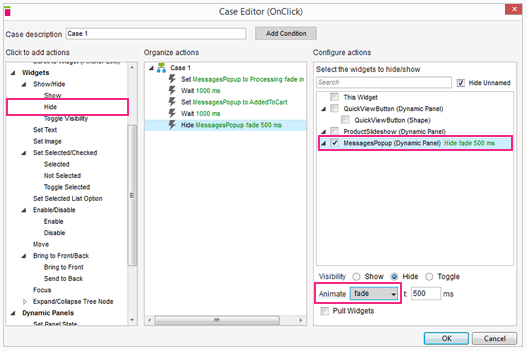 Case Editor (OnClick)
Case description Case 1 Add Condition
Click to add actions
Widgets
Show/Hide
Show
Hide
Toggle Visibility
Set Text
Set Image
Set Selected/Checked
Selected
Not Selected
Toggle Selected
Set Selected List Option
Enable/Disable
Enable
Disable
Move
Bring to Front/Back
Bring to Front
Send to Back
Focus
Expand/Collapse Tree Node
Dynamic Panels
Set Panel State
Organize actions
Case 1
Set MessagesPopup to Processing fade in
Wait 1000 ms
Set MessagesPopup to AddedToCart
Wait 1000 ms
Hide MessagesPopup fade 500 ms
Configure actions
Select the widgets to hide/show
Search Hide Unnamed
This Widget
QuickViewButton (Dynamic Panel)
QuickViewButton (Shape)
ProductSlideshow (Dynamic Panel)
MessagesPopup (Dynamic Panel) Hide fade 500 ms
Visibility Show Hide Toggle
Animate fade t: 500 ms
Pull Widgets
OK Cancel